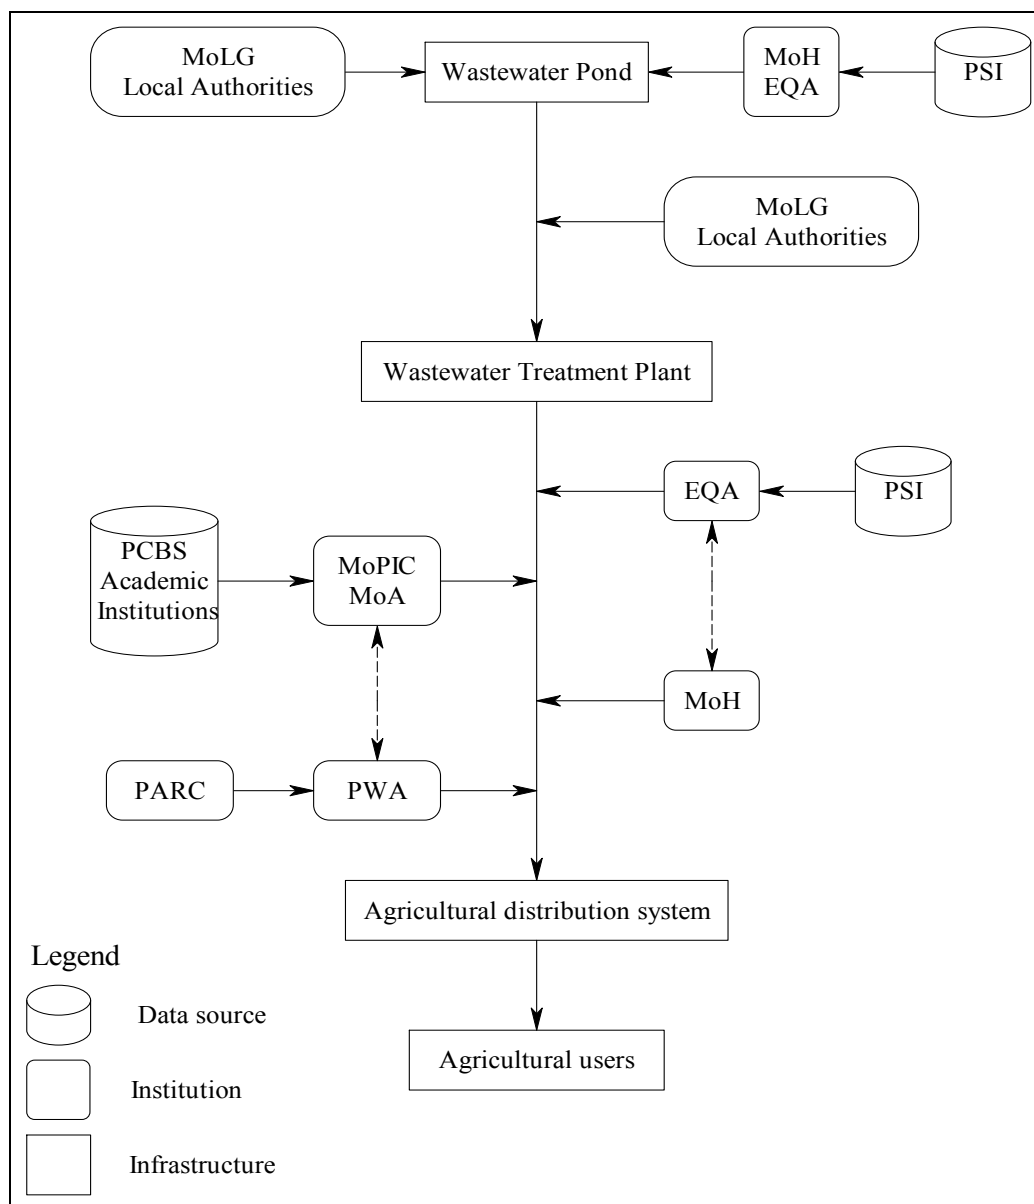 MoLG
Local Authorities
Wastewater Pond
MoH
EQA
PSI
MoLG
Local Authorities
Wastewater Treatment Plant
EQA
PSI
PCBS
Academic
Institutions
MoPIC
MoA
MoH
PARC
PWA
Agricultural distribution system
Agricultural users
Legend
Data source
Institution
Infrastructure